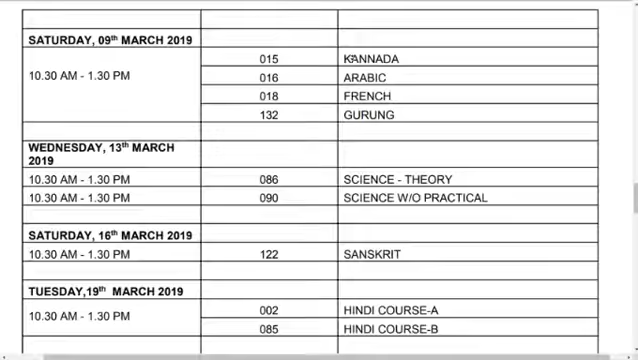 SATURDAY, 09th MARCH 2019
10.30 AM - 1.30 PM 015 KANNADA
016 ARABIC
018 FRENCH
132 GURUNG
WEDNESDAY, 13th MARCH
2019
10.30 AM - 1.30 PM 086 SCIENCE - THEORY
10.30 AM - 1.30 PM 090 SCIENCE W/O PRACTICAL
SATURDAY, 16th MARCH 2019
10.30 AM - 1.30 PM 122 SANSKRIT
TUESDAY,19th MARCH 2019
10.30 AM - 1.30 PM 002 HINDI COURSE-A
085 HINDI COURSE-B